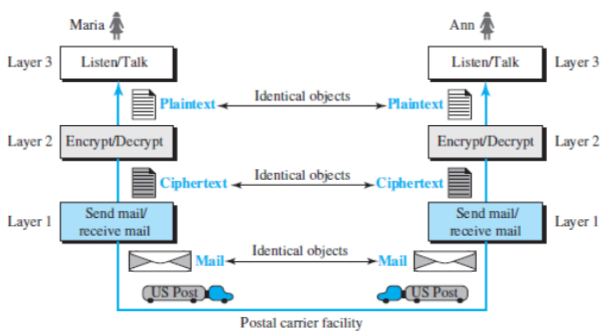 Maria Ann
Layer 3 Listen/Talk Listen/Talk Layer 3
Plaintext Identical objects Plaintext
Layer 2 Encrypt/Decrypt Encrypt/Decrypt Layer 2
Ciphertext Identical objects Ciphertext
Layer 1 Send mail/ receive mail Send mail/ receive mail Layer 1
Mail Identical objects Mail
US Post US Post
Postal carrier facility